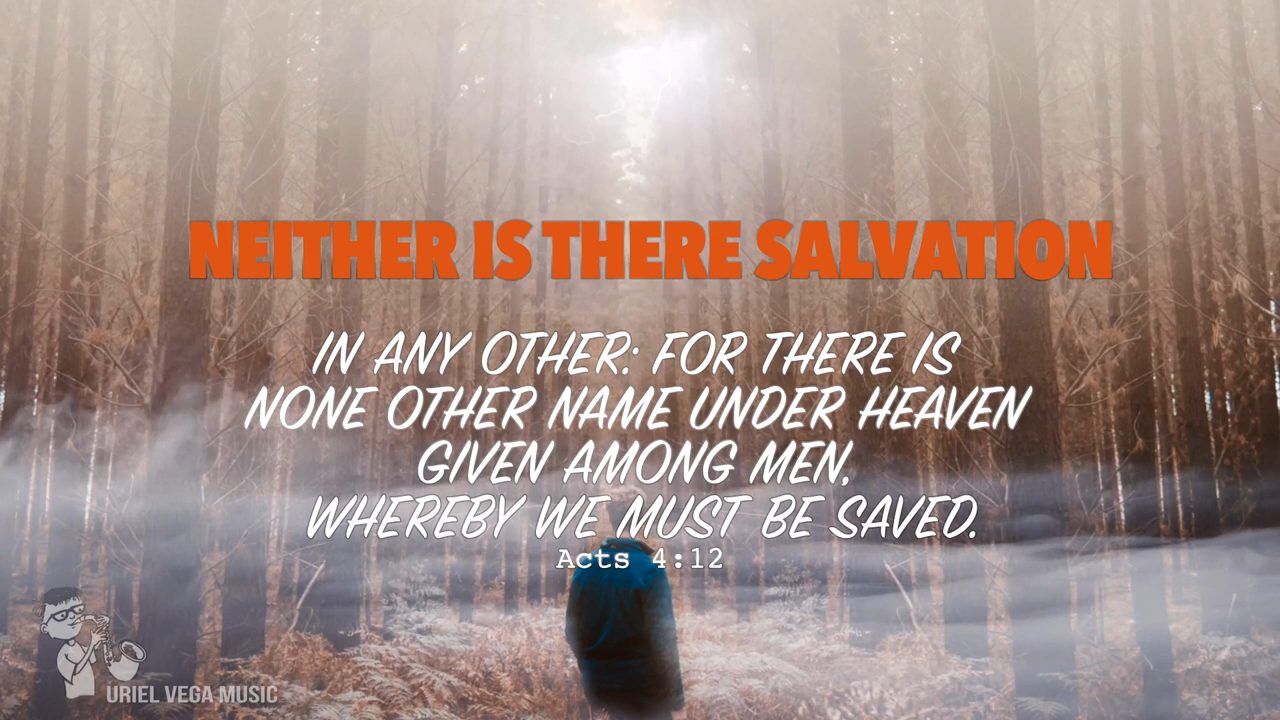 NEITHER IS THERE SALVATION
IN ANY OTHER: FOR THERE IS
NONE OTHER NAME UNDER HEAVEN
GIVEN AMONG MEN,
WHEREBY WE MUST BE SAVED.
Acts 4:12
URIEL VEGA MUSIC